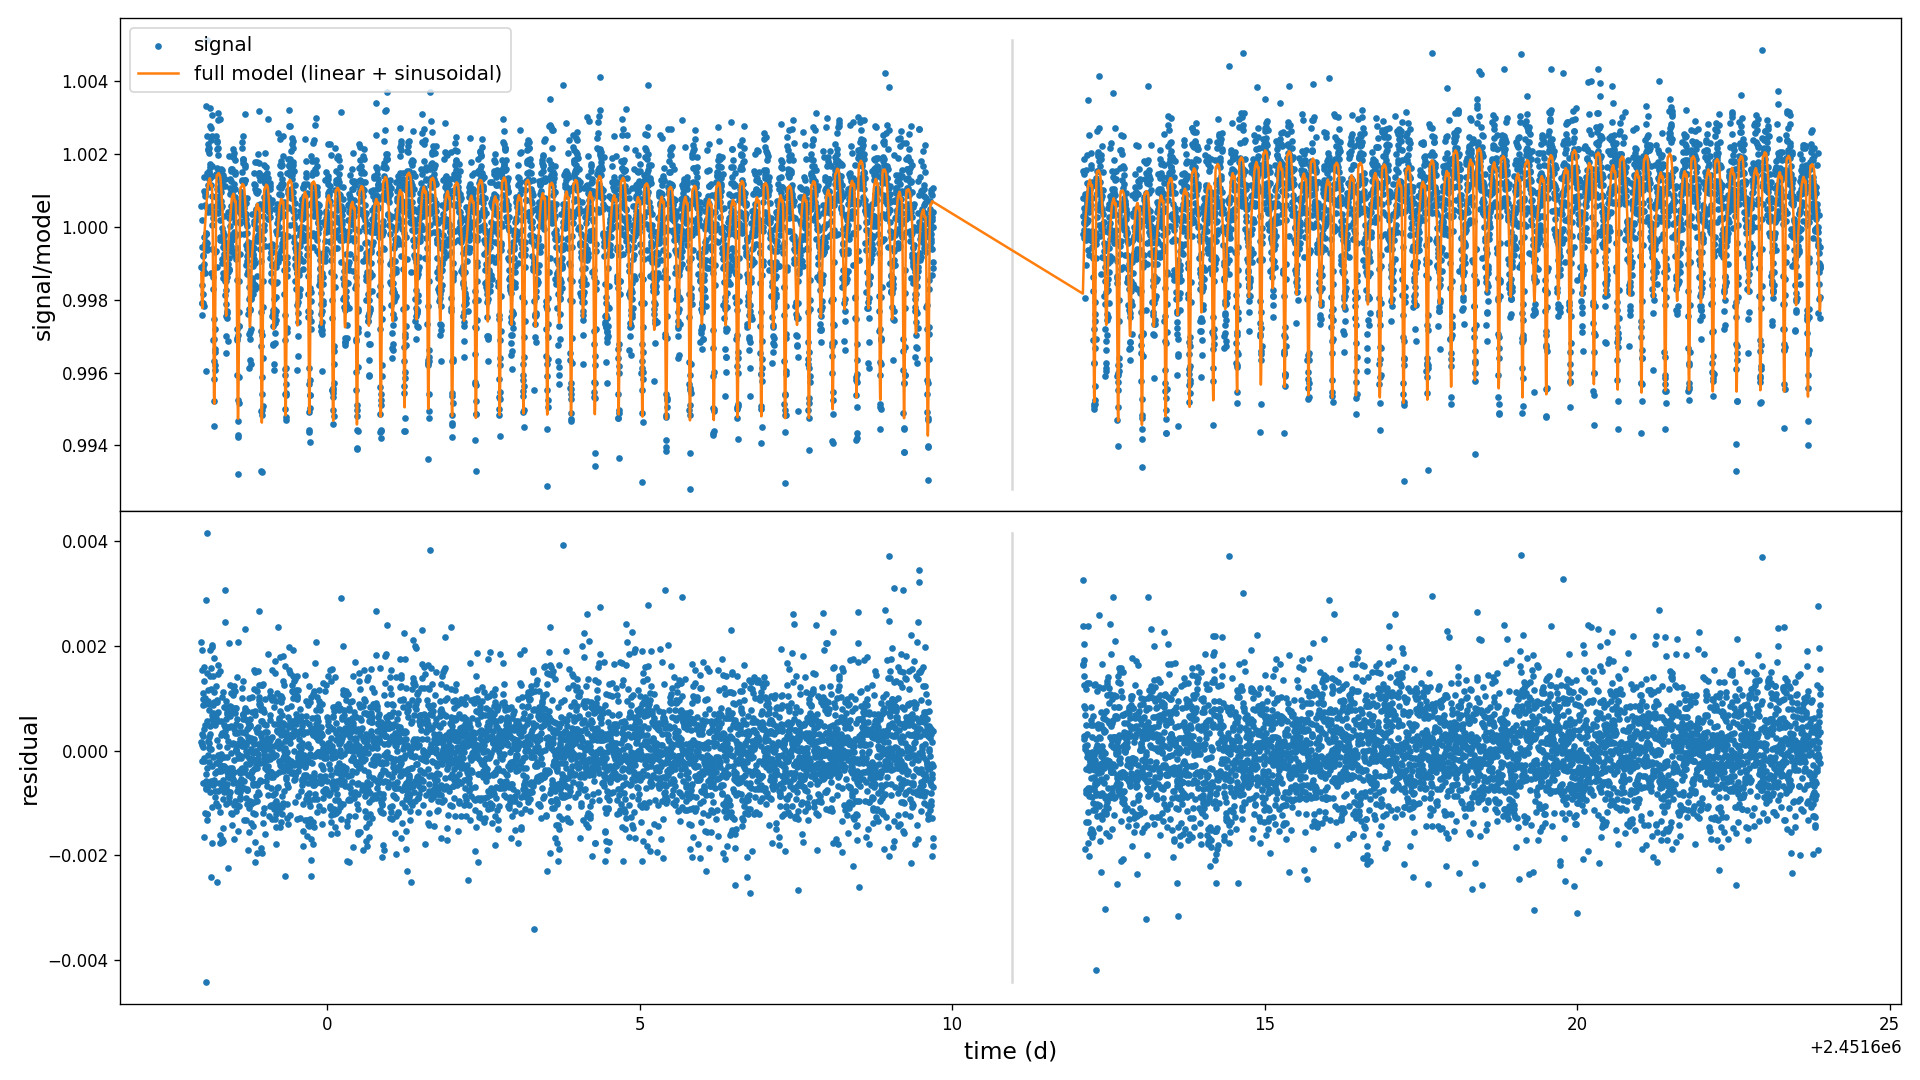 signal
full model (linear + sinusoidal)
1.004
1.002
1.000
0.998
0.996
0.994
signal/model
0.004
0.002
0.000
−0.002
−0.004
residual
0
5
10
15
20
25
time (d)
+2.4516e6